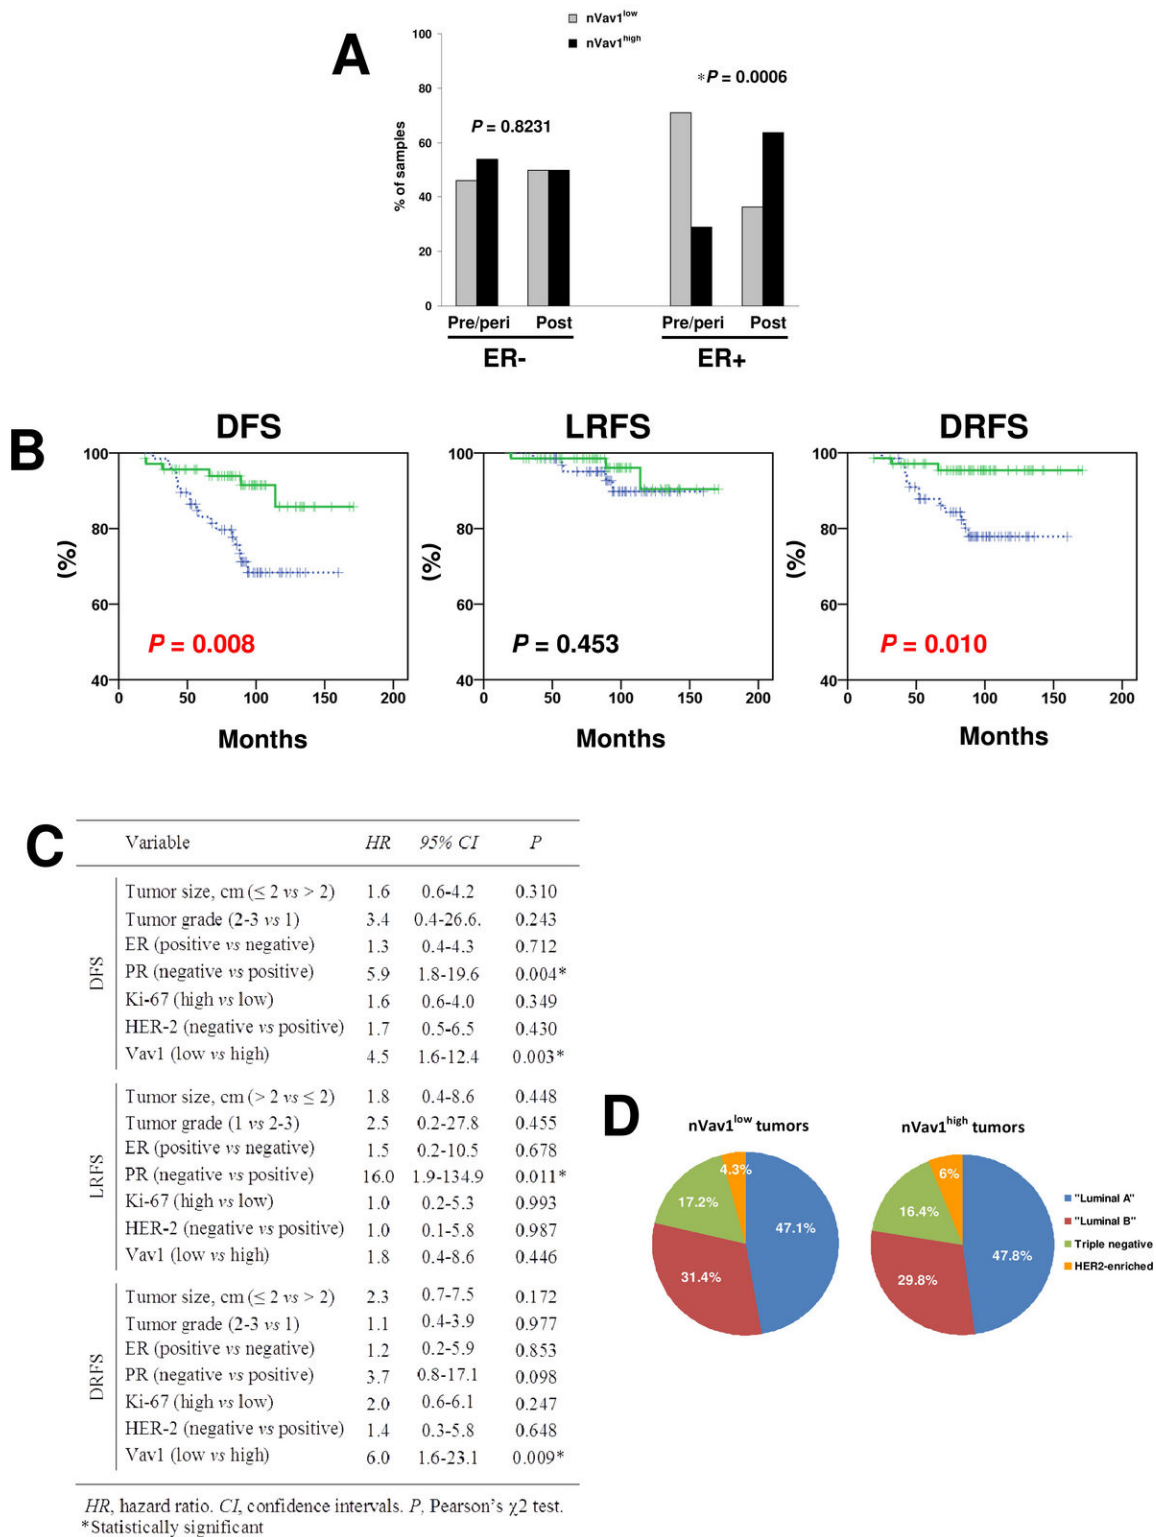 nVav1low
nVav1high
A
100
80
60
40
20
0
% of samples
P = 0.8231
*P = 0.0006
Pre/peri Post Pre/peri Post
ER- ER+
B
DFS LRFS DRFS
100 100 100
80 80 80
60 60 60
40 40 40
(%) (%) (%)
P = 0.008 P = 0.453 P = 0.010
0 50 100 150 200 0 50 100 150 200 0 50 100 150 200
Months Months Months
C
Variable HR 95% CI P
DFS
Tumor size, cm (≤ 2 vs > 2) 1.6 0.6-4.2 0.310
Tumor grade (2-3 vs 1) 3.4 0.4-26.6. 0.243
ER (positive vs negative) 1.3 0.4-4.3 0.712
PR (negative vs positive) 5.9 1.8-19.6 0.004*
Ki-67 (high vs low) 1.6 0.6-4.0 0.349
HER-2 (negative vs positive) 1.7 0.5-6.5 0.430
Vav1 (low vs high) 4.5 1.6-12.4 0.003*
LRFS
Tumor size, cm (> 2 vs ≤ 2) 1.8 0.4-8.6 0.448
Tumor grade (1 vs 2-3) 2.5 0.2-27.8 0.455
ER (positive vs negative) 1.5 0.2-10.5 0.678
PR (negative vs positive) 16.0 1.9-134.9 0.011*
Ki-67 (high vs low) 1.0 0.2-5.3 0.993
HER-2 (negative vs positive) 1.0 0.1-5.8 0.987
Vav1 (low vs high) 1.8 0.4-8.6 0.446
DRFS
Tumor size, cm (≤ 2 vs > 2) 2.3 0.7-7.5 0.172
Tumor grade (2-3 vs 1) 1.1 0.4-3.9 0.977
ER (positive vs negative) 1.2 0.2-5.9 0.853
PR (negative vs positive) 3.7 0.8-17.1 0.098
Ki-67 (high vs low) 2.0 0.6-6.1 0.247
HER-2 (negative vs positive) 1.4 0.3-5.8 0.648
Vav1 (low vs high) 6.0 1.6-23.1 0.009*
HR, hazard ratio. CI, confidence intervals. P, Pearson's χ2 test.
*Statistically significant
D
nVav1low tumors nVav1high tumors
4.3% 6%
17.2% 16.4%
47.1% 47.8%
31.4% 29.8%
"Luminal A"
"Luminal B"
Triple negative
HER2-enriched